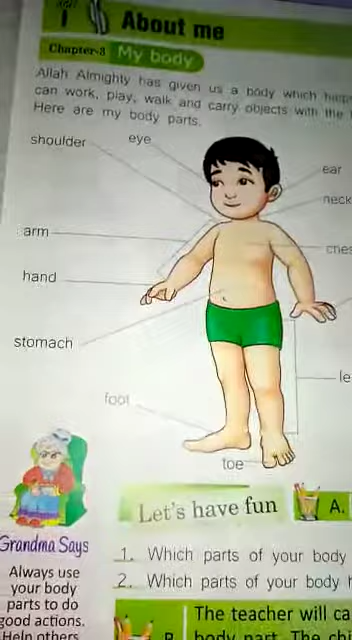 About me
Chapter-3 My body
Allah Almighty has given us a body which
can work, play, walk and carry objects with the
Here are my body parts.
shoulder
eye
ear
neck
arm
hand
stomach
foot
toe
Let's have fun
A.
Grandma Says
Always use
your body
parts to do
good actions.
Help others
1. Which parts of your body
2. Which parts of your body
The teacher will
B. body part. The